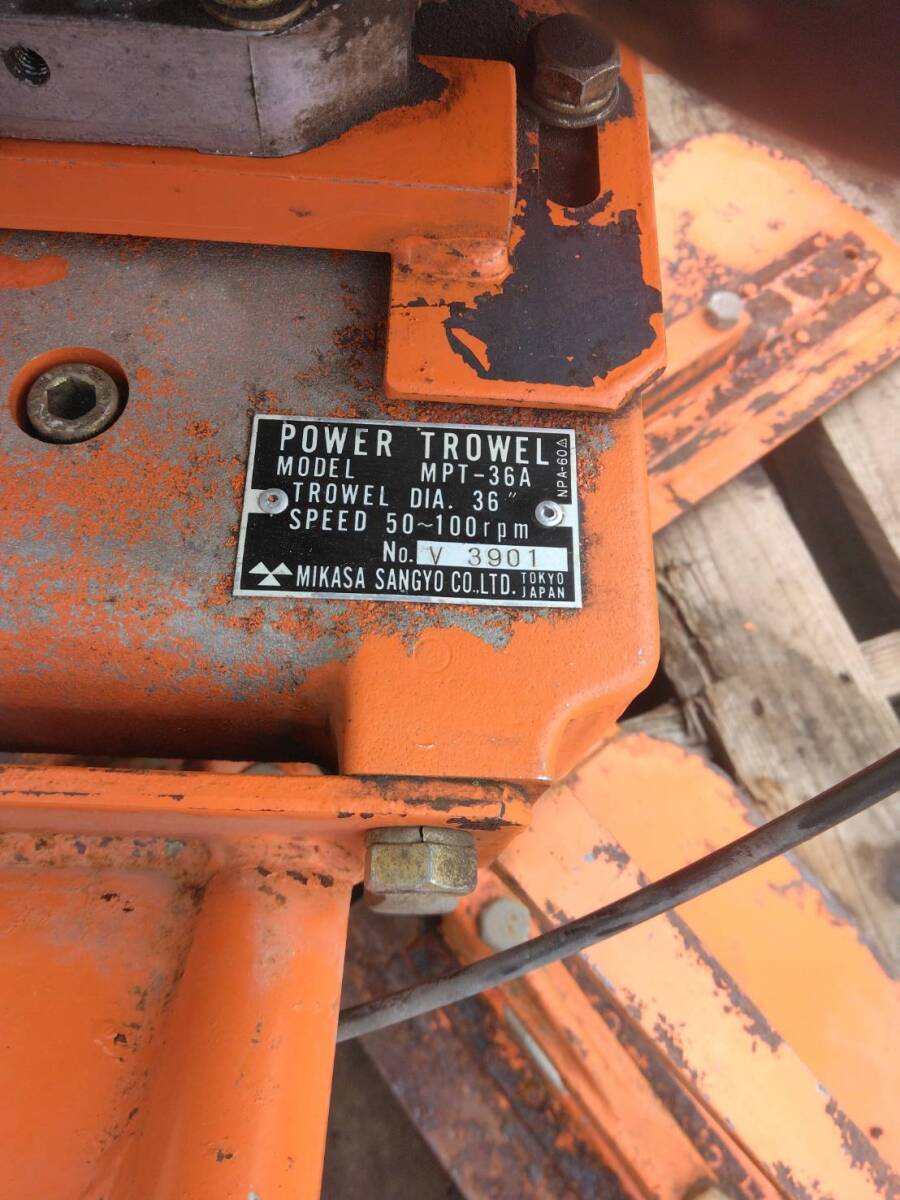 POWER TROWEL
MODEL MPT-36A
TROWEL DIA. 36"
SPEED 50~100rpm
No. V 3901
MIKASA SANGYO CO.,LTD. TOKYO JAPAN
NPA-60△